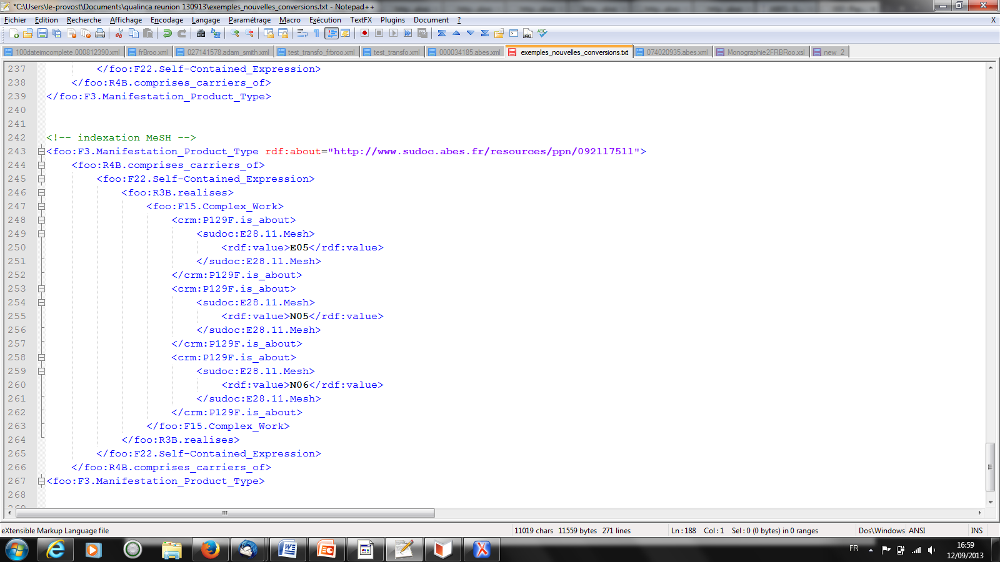 *C:\Users\le-provost\Documents\qualinca reunion 130913\exemples_nouvelles_conversions.txt - Notepad++
Fichier Edition Recherche Affichage Encodage Langage Paramétrage Macro Exécution TextFX Plugins Document ? X
100dateimcomplete.000812390.xml frBroo.xml 027141578.adam_smith.xml test_transfo_frbroo.xml test_transfo.xml 000034185.abes.xml exemples_nouvelles_conversions.txt 074020935.abes.xml Monographie2FRBRoo.xsl new 2
237 </foo:F22.Self-Contained_Expression>
238 </foo:R4B.comprises_carriers_of>
239 </foo:F3.Manifestation_Product_Type>
240
241
242 <!-- indexation MeSH -->
243 <foo:F3.Manifestation_Product_Type rdf:about="http://www.sudoc.abes.fr/resources/ppn/092117511">
244 <foo:R4B.comprises_carriers_of>
245 <foo:F22.Self-Contained_Expression>
246 <foo:R3B.realises>
247 <foo:F15.Complex_Work>
248 <crm:P129F.is_about>
249 <sudoc:E28.11.Mesh>
250 <rdf:value>E05</rdf:value>
251 </sudoc:E28.11.Mesh>
252 </crm:P129F.is_about>
253 <crm:P129F.is_about>
254 <sudoc:E28.11.Mesh>
255 <rdf:value>N05</rdf:value>
256 </sudoc:E28.11.Mesh>
257 </crm:P129F.is_about>
258 <crm:P129F.is_about>
259 <sudoc:E28.11.Mesh>
260 <rdf:value>N06</rdf:value>
261 </sudoc:E28.11.Mesh>
262 </crm:P129F.is_about>
263 </foo:F15.Complex_Work>
264 </foo:R3B.realises>
265 </foo:F22.Self-Contained_Expression>
266 </foo:R4B.comprises_carriers_of>
267 <foo:F3.Manifestation_Product_Type>
268
269
eXtensible Markup Language file 11019 chars 11559 bytes 271 lines Ln : 188 Col : 1 Sel : 0 (0 bytes) in 0 ranges Dos\Windows ANSI INS
FR 16:59
12/09/2013